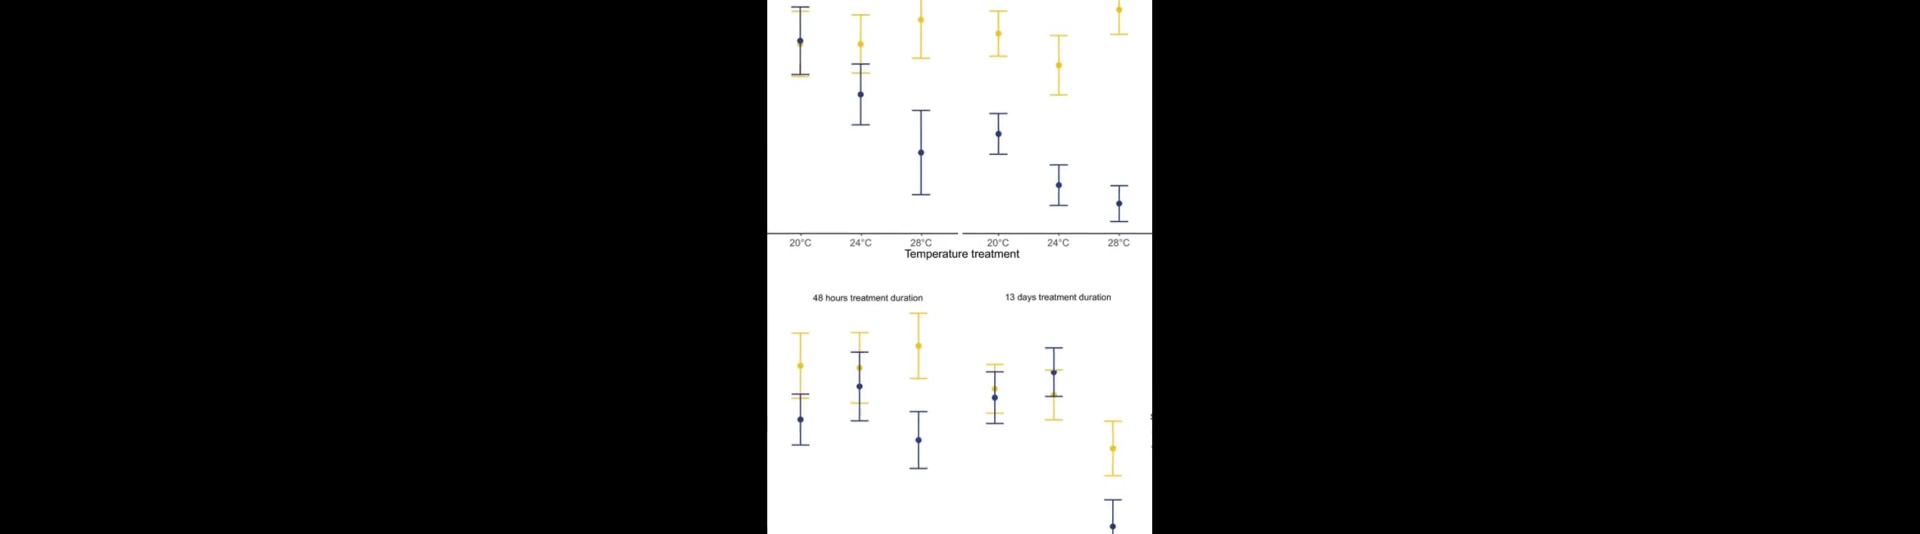 20°C 24°C 28°C 20°C 24°C 28°C
Temperature treatment
48 hours treatment duration 13 days treatment duration